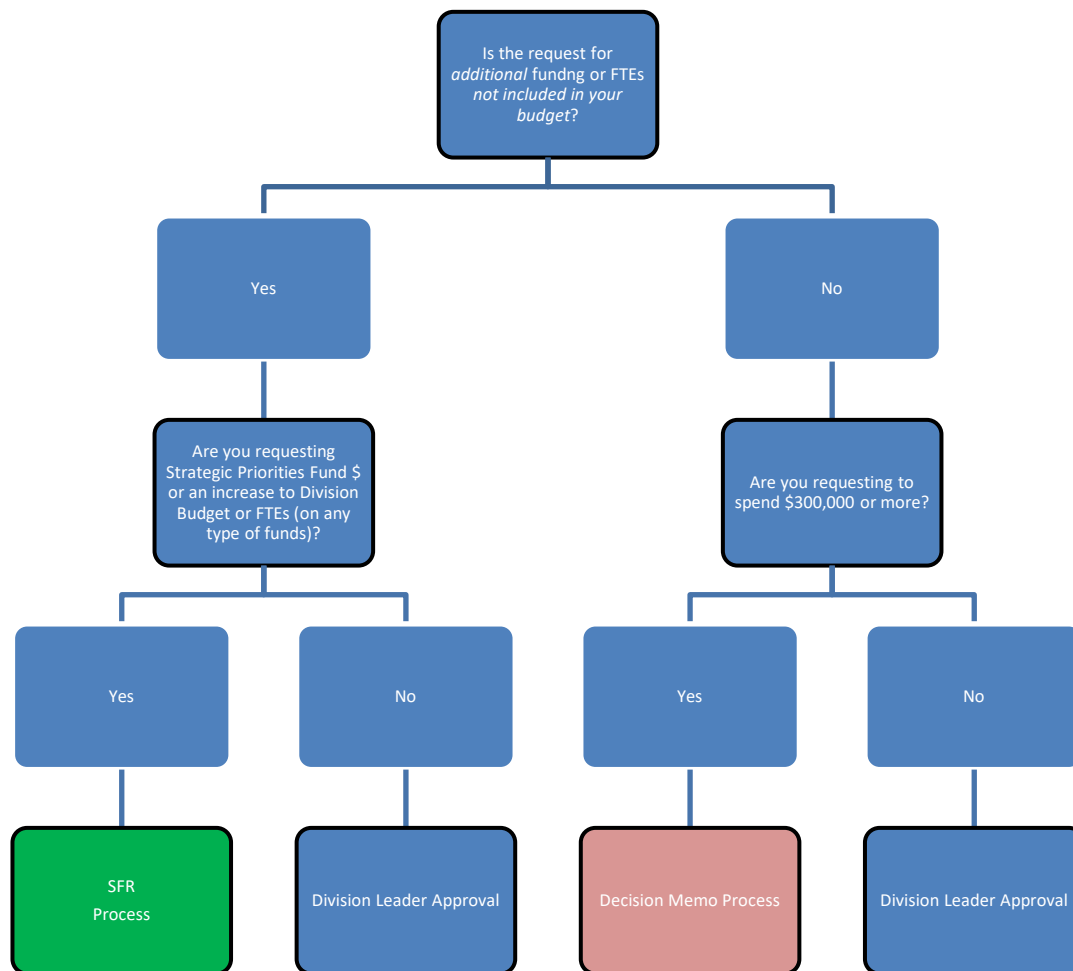 Is the request for
additional fundng or FTEs
not included in your
budget?
Yes
No
Are you requesting
Strategic Priorities Fund $
or an increase to Division
Budget or FTEs (on any
type of funds)?
Are you requesting to
spend $300,000 or more?
Yes
No
Yes
No
SFR
Process
Division Leader Approval
Decision Memo Process
Division Leader Approval